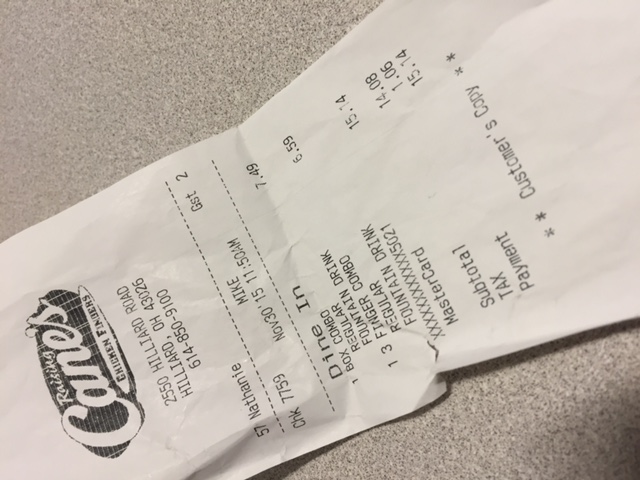 Raising
Cane's
CHICKEN FINGERS
2550 HILLIARD ROAD
HILLIARD, OH 43026
614-850-9100
57 Nathanie
MIKE
Chk 7759 Nov30'15 11:50AM Gst 2
Dine In
1 BOX COMBO 7.49
REGULAR
FOUNTAIN DRINK
1 3 FINGER COMBO 6.59
REGULAR
FOUNTAIN DRINK
XXXXXXXXXXXX5021
MasterCard 15.14
Subtotal 14.08
TAX 1.06
Payment 15.14
* * Customer's Copy * *